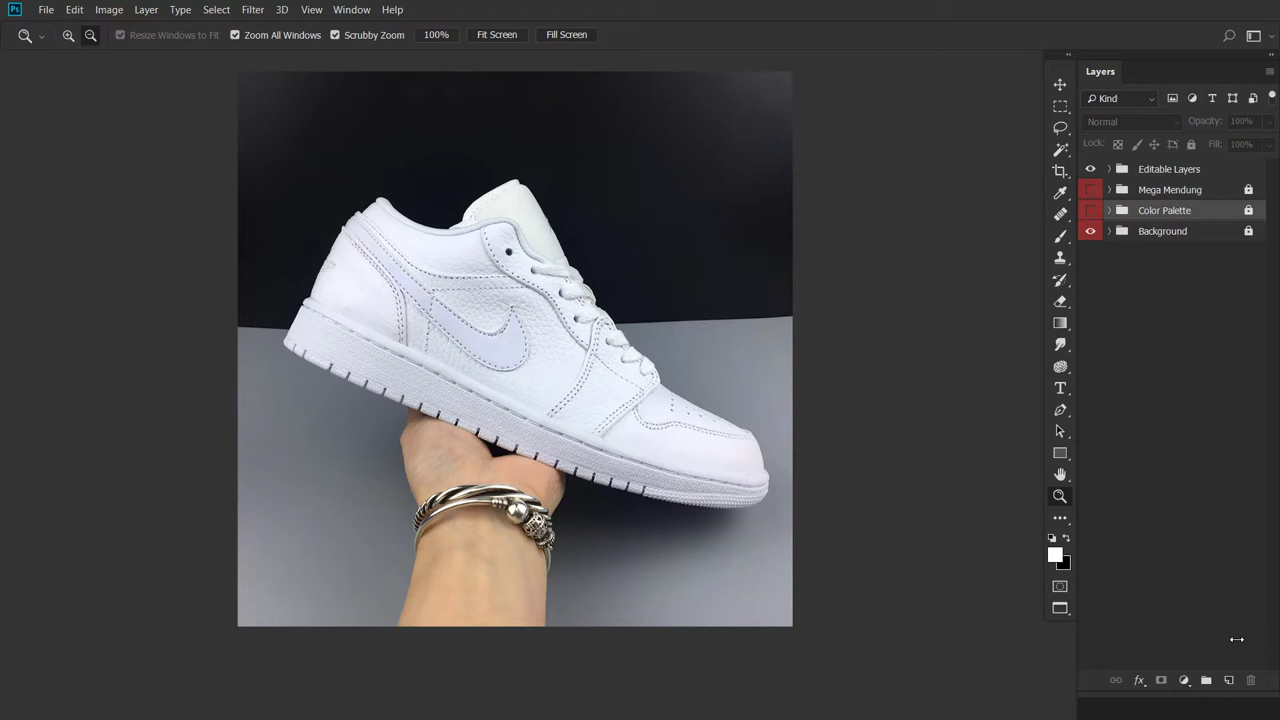 Ps File Edit Image Layer Type Select Filter 3D View Window Help
Resize Windows to Fit Zoom All Windows Scrubby Zoom 100% Fit Screen Fill Screen
Layers
Kind
Normal Opacity: 100%
Lock: Fill: 100%
Editable Layers
Mega Mendung
Color Palette
Background